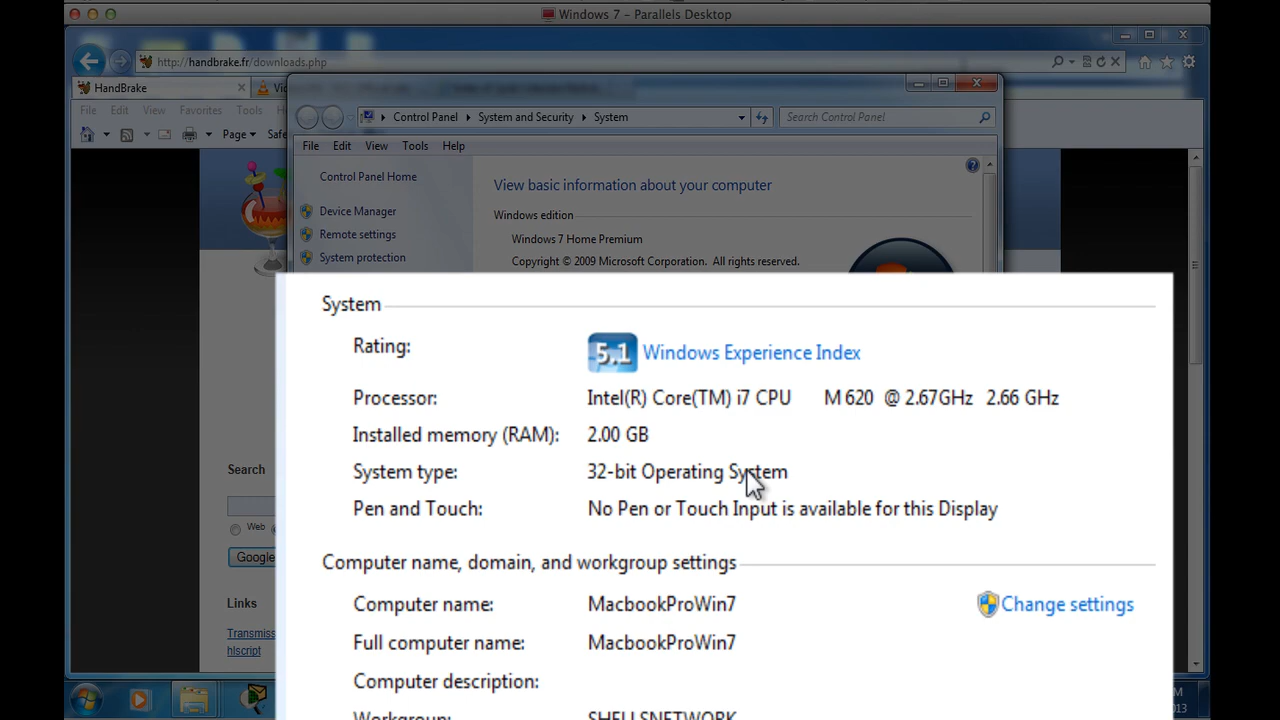 Windows 7 - Parallels Desktop
http://handbrake.fr/downloads.php
HandBrake
File Edit View Favorites Tools
Page
Control Panel System and Security System
Search Control Panel
File Edit View Tools Help
Control Panel Home
View basic information about your computer
Device Manager
Windows edition
Remote settings
Windows 7 Home Premium
System protection
Copyright © 2009 Microsoft Corporation. All rights reserved.
System
Rating:
5.1 Windows Experience Index
Processor: Intel(R) Core(TM) i7 CPU M 620 @ 2.67GHz 2.66 GHz
Installed memory (RAM): 2.00 GB
System type: 32-bit Operating System
Pen and Touch: No Pen or Touch Input is available for this Display
Computer name, domain, and workgroup settings
Computer name: MacbookProWin7
Change settings
Full computer name: MacbookProWin7
Computer description:
Workgroup: SHELLSNETWORK
Search
Web
Google
Links
hlscript